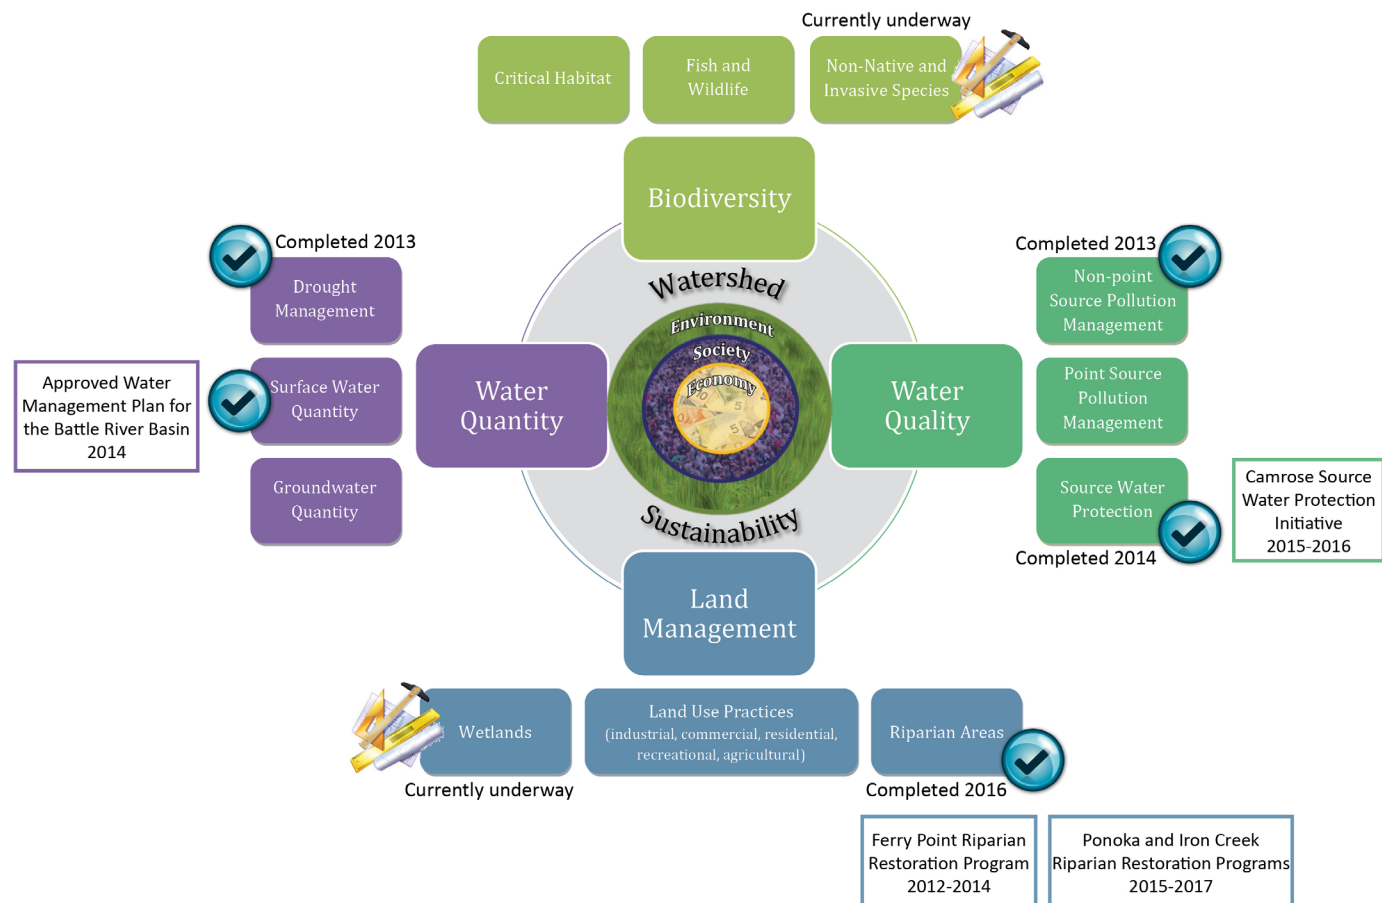 Currently underway
Critical Habitat
Fish and
Wildlife
Non-Native and
Invasive Species
Biodiversity
Completed 2013
Drought
Management
Approved Water
Management Plan for
the Battle River Basin
2014
Surface Water
Quantity
Groundwater
Quantity
Water
Quantity
Watershed
Environment
Society
Economy
Sustainability
Water
Quality
Completed 2013
Non-point
Source Pollution
Management
Point Source
Pollution
Management
Source Water
Protection
Completed 2014
Camrose Source
Water Protection
Initiative
2015-2016
Land
Management
Wetlands
Currently underway
Land Use Practices
(industrial, commercial, residential,
recreational, agricultural)
Riparian Areas
Completed 2016
Ferry Point Riparian
Restoration Program
2012-2014
Ponoka and Iron Creek
Riparian Restoration Programs
2015-2017